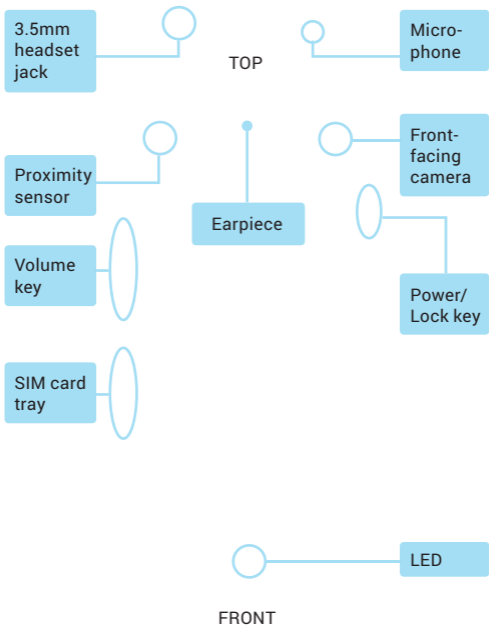 3.5mm
headset
jack
TOP
Micro-
phone
Proximity
sensor
Earpiece
Front-
facing
camera
Volume
key
Power/
Lock key
SIM card
tray
LED
FRONT